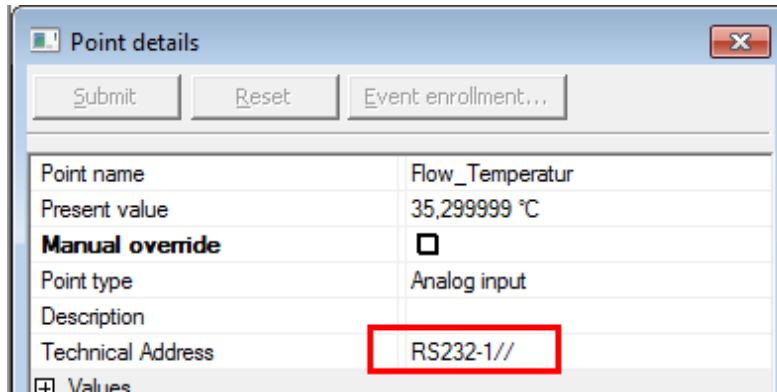 Point details
Submit Reset Event enrollment...
Point name Flow_Temperatur
Present value 35,299999 °C
Manual override
Point type Analog input
Description
Technical Address RS232-1//
Values